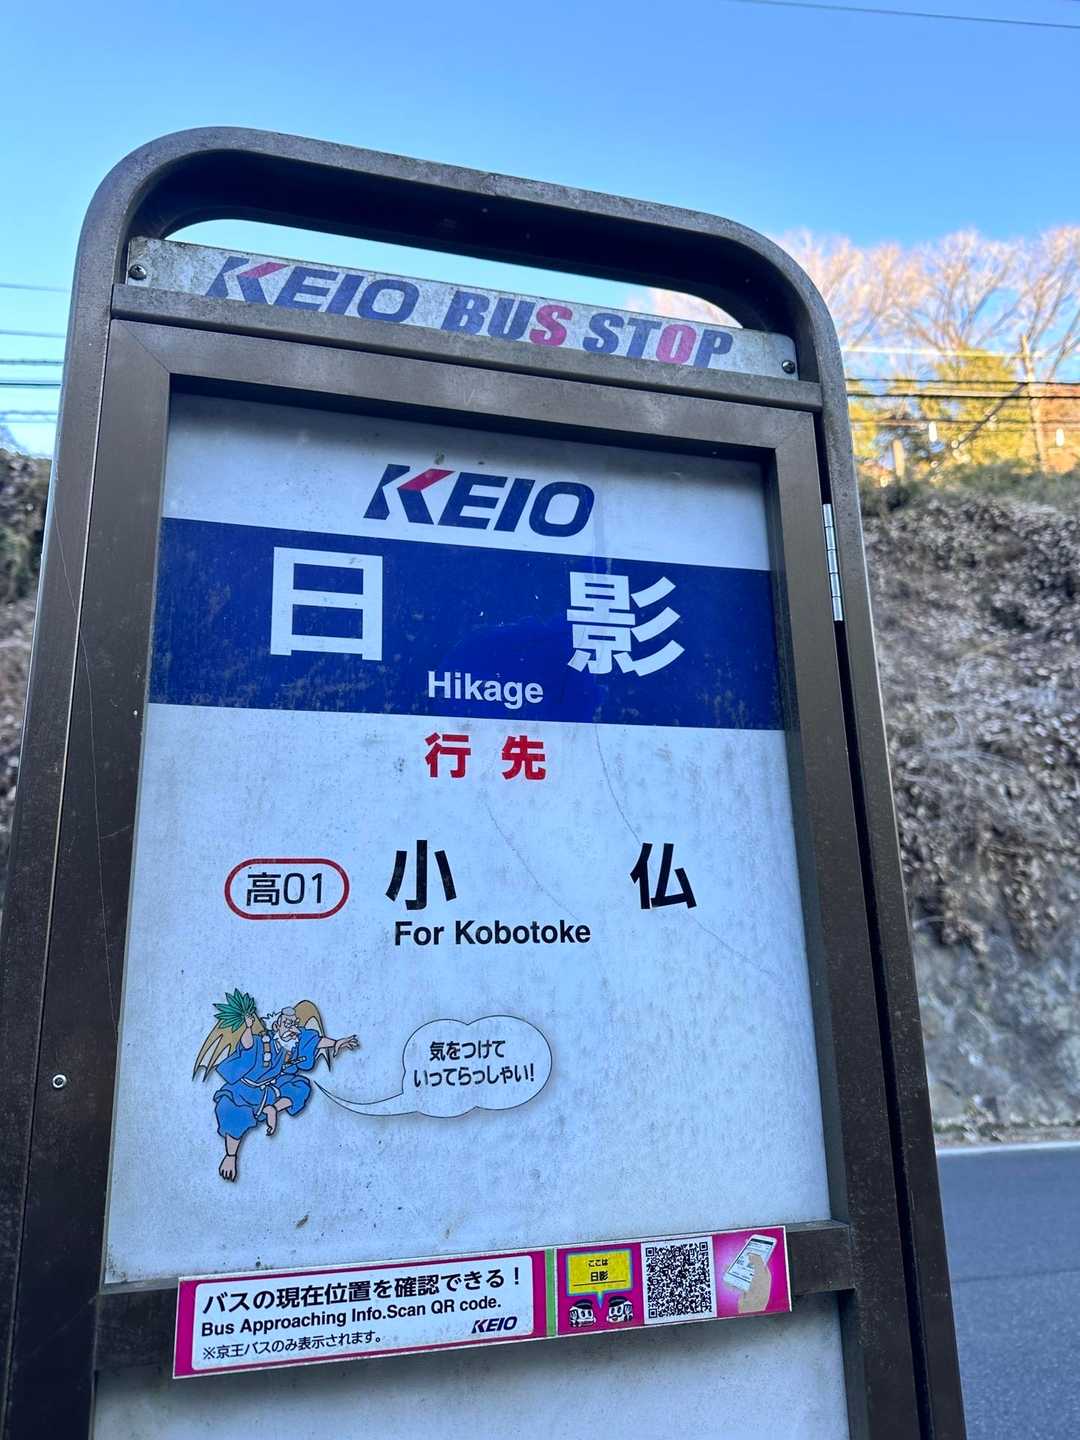 KEIO BUS STOP
KEIO
日影
Hikage
行先
高01 小仏
For Kobotoke
気をつけて
いってらっしゃい!
バスの現在位置を確認できる!
Bus Approaching Info.Scan QR code.
※京王バスのみ表示されます。
KEIO
ここは
日影